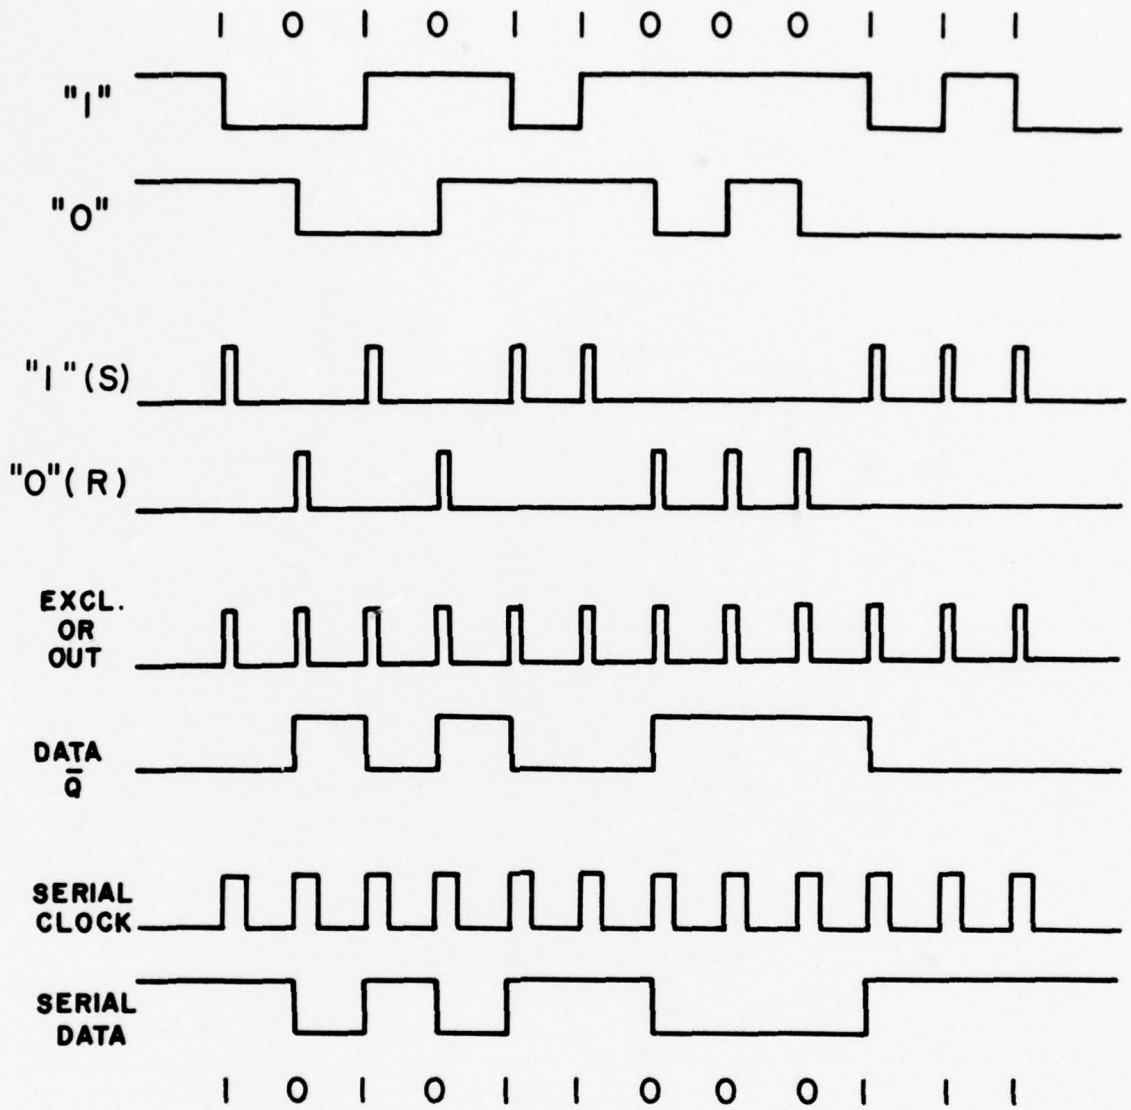 1 0 1 0 1 1 0 0 0 1 1 1
"1"
"0"
"1"(S)
"0"(R)
EXCL.
OR
OUT
DATA
Q̅
SERIAL
CLOCK
SERIAL
DATA
1 0 1 0 1 1 0 0 0 1 1 1